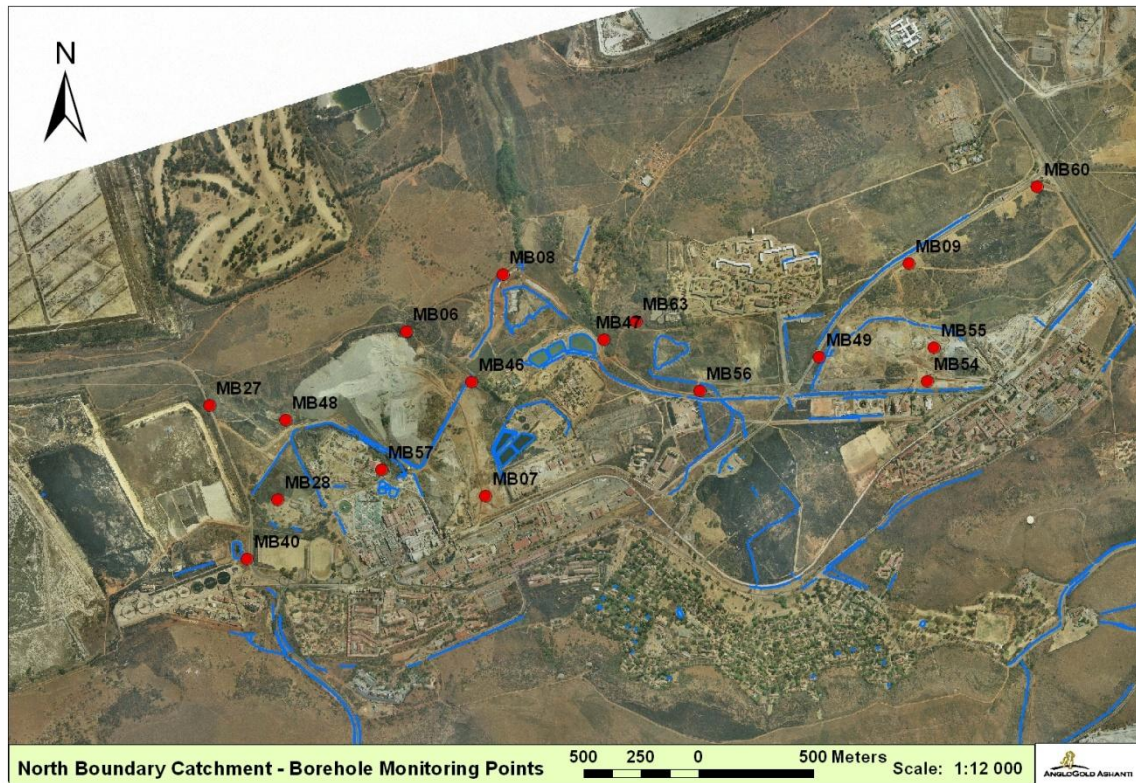 N
MB60
MB09
MB08
MB63
MB06
MB47
MB49
MB55
MB46
MB54
MB56
MB27
MB48
MB57
MB28
MB07
MB40
North Boundary Catchment - Borehole Monitoring Points
500 250 0 500 Meters
Scale: 1:12 000
ANGLOGOLD ASHANTI